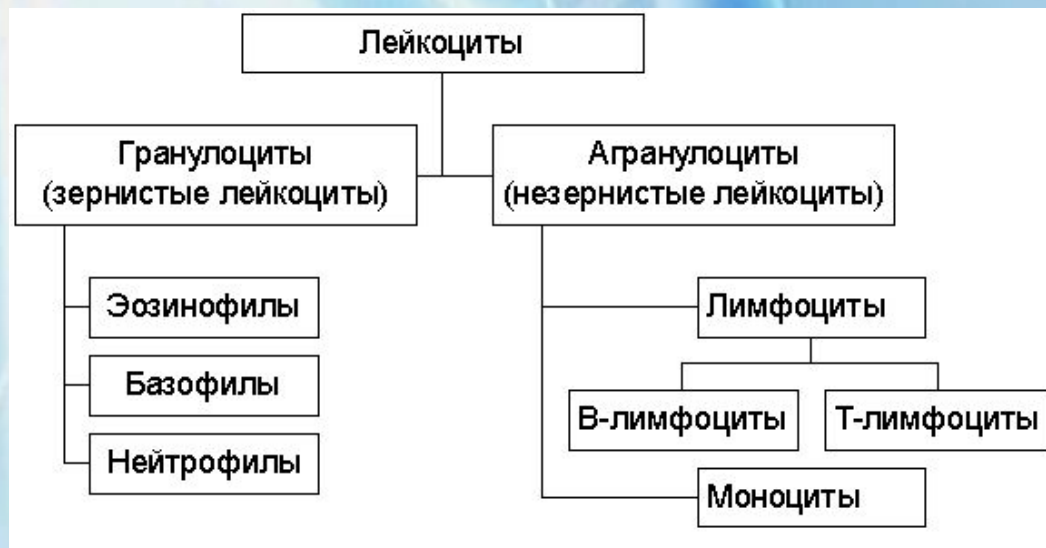 Лейкоциты
Гранулоциты
(зернистые лейкоциты)
Агранулоциты
(незернистые лейкоциты)
Эозинофилы
Базофилы
Нейтрофилы
Лимфоциты
В-лимфоциты
Т-лимфоциты
Моноциты